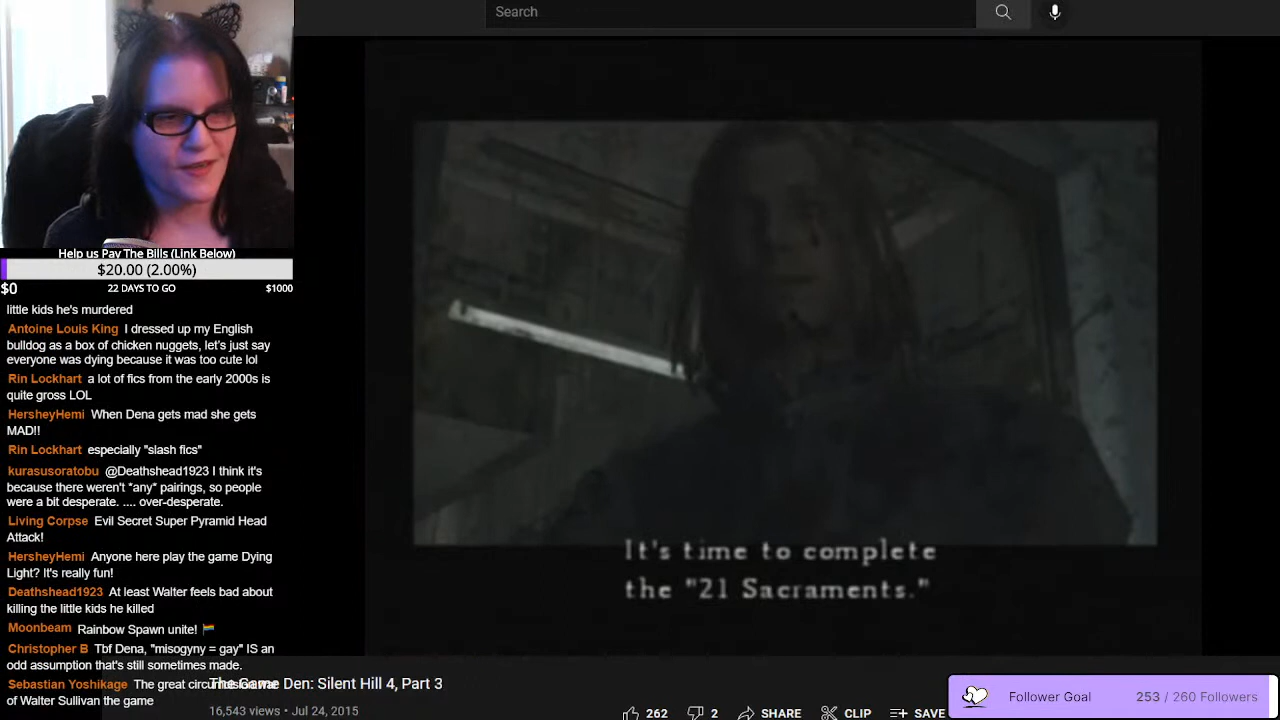 Search
Help us Pay The Bills (Link Below)
$20.00 (2.00%)
$0
22 DAYS TO GO
$1000
little kids he's murdered
Antoine Louis King I dressed up my English
bulldog as a box of chicken nuggets, let's just say
everyone was dying because it was too cute lol
Rin Lockhart a lot of fics from the early 2000s is
quite gross LOL
HersheyHemi When Dena gets mad she gets
MAD!!
Rin Lockhart especially "slash fics"
kurasusoratobu @Deathshead1923 I think it's
because there weren't *any* pairings, so people
were a bit desperate. .... over-desperate.
Living Corpse Evil Secret Super Pyramid Head
Attack!
HersheyHemi Anyone here play the game Dying
Light? It's really fun!
Deathshead1923 At least Walter feels bad about
killing the little kids he killed
Moonbeam Rainbow Spawn unite!
Christopher B Tbf Dena, "misogyny = gay" IS an
odd assumption that's still sometimes made.
Sebastian Yoshikage The great
of Walter Sullivan the game
It's time to complete
the "21 Sacraments."
The Game Den: Silent Hill 4, Part 3
16,543 views • Jul 24, 2015
262
2
SHARE
CLIP
SAVE
Follower Goal
253 / 260 Followers